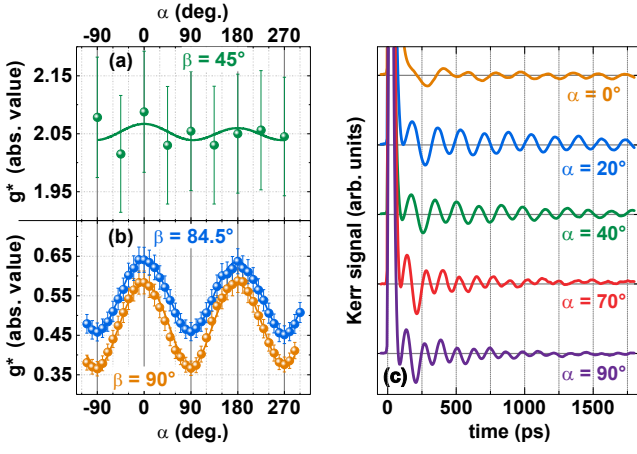 α (deg.)
-90 0 90 180 270
(a) β = 45°
2.15
2.05
1.95
g* (abs. value)
(b) β = 84.5°
0.65
0.55
0.45
0.35
g* (abs. value)
β = 90°
-90 0 90 180 270
α (deg.)
Kerr signal (arb. units)
α = 0°
α = 20°
α = 40°
α = 70°
α = 90°
(c)
0 500 1000 1500
time (ps)